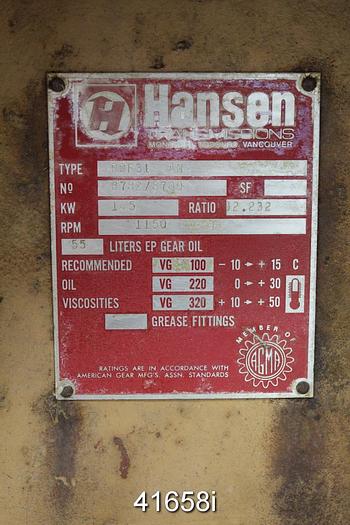 H Hansen
TRANSMISSIONS
MONTREAL TORONTO VANCOUVER
TYPE
Nº SF
KW RATIO 12.232
RPM 1150
55 LITERS EP GEAR OIL
RECOMMENDED VG 100 - 10 → + 15 C
OIL VG 220 0 → + 30
VISCOSITIES VG 320 + 10 → + 50
GREASE FITTINGS
MEMBER OF
AGMA
RATINGS ARE IN ACCORDANCE WITH
AMERICAN GEAR MFG'S. ASSN. STANDARDS
41658i